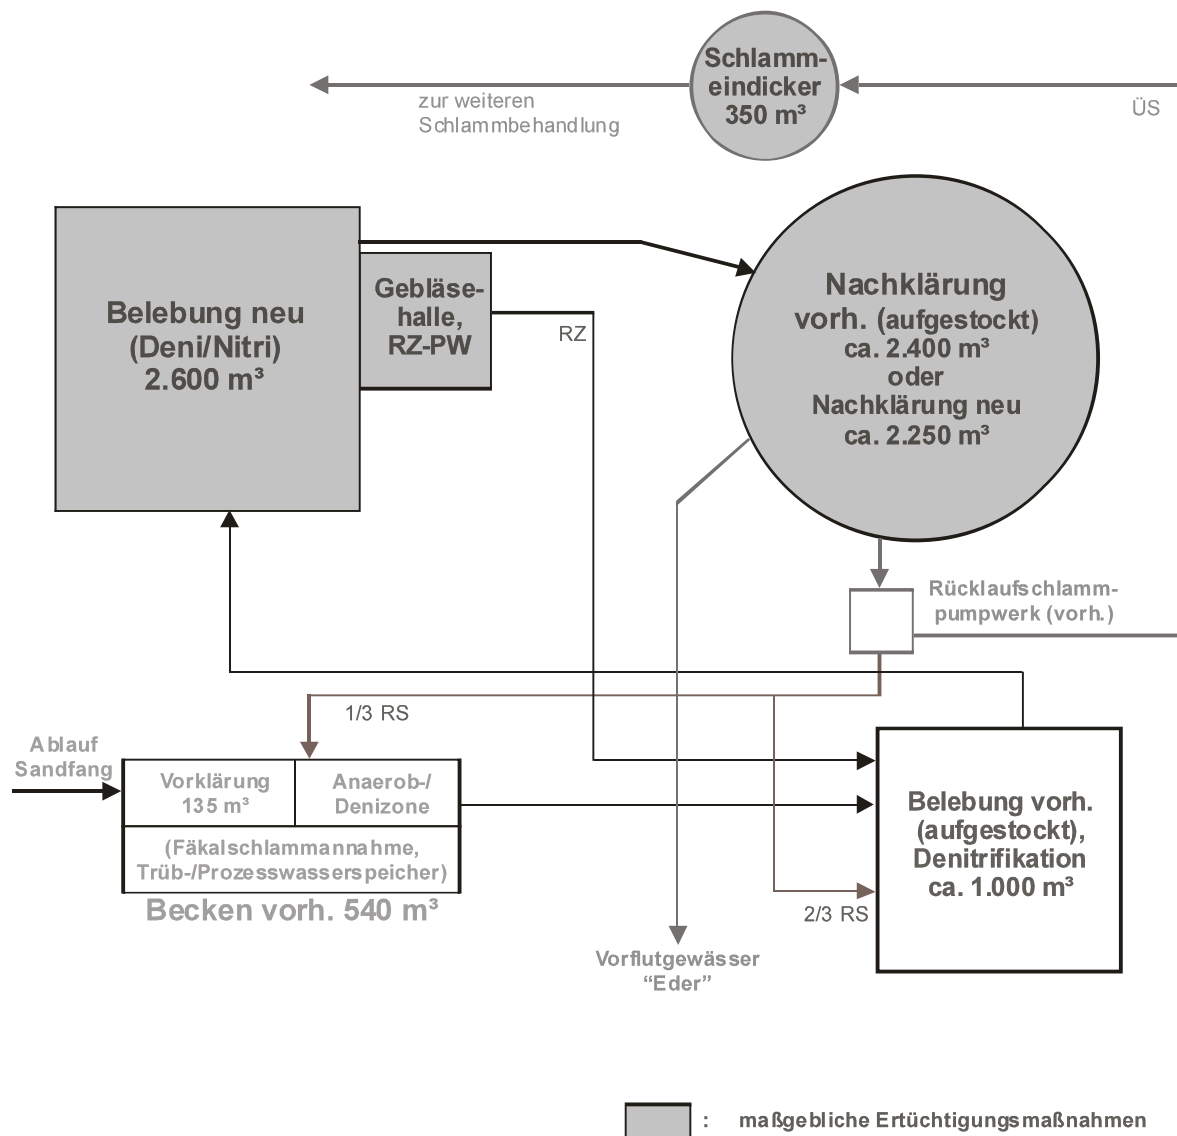 Schlamm-
eindicker
350 m³
zur weiteren
Schlammbehandlung
ÜS
Belebung neu
(Deni/Nitri)
2.600 m³
Gebläse-
halle,
RZ-PW
RZ
Nachklärung
vorh. (aufgestockt)
ca. 2.400 m³
oder
Nachklärung neu
ca. 2.250 m³
Rücklaufschlamm-
pumpwerk (vorh.)
1/3 RS
Ablauf
Sandfang
Vorklärung
135 m³
Anaerob-/
Denizone
(Fäkalschlammannahme,
Trüb-/Prozesswasserspeicher)
Becken vorh. 540 m³
Belebung vorh.
(aufgestockt),
Denitrifikation
ca. 1.000 m³
2/3 RS
Vorflutgewässer
“Eder”
: maßgebliche Ertüchtigungsmaßnahmen